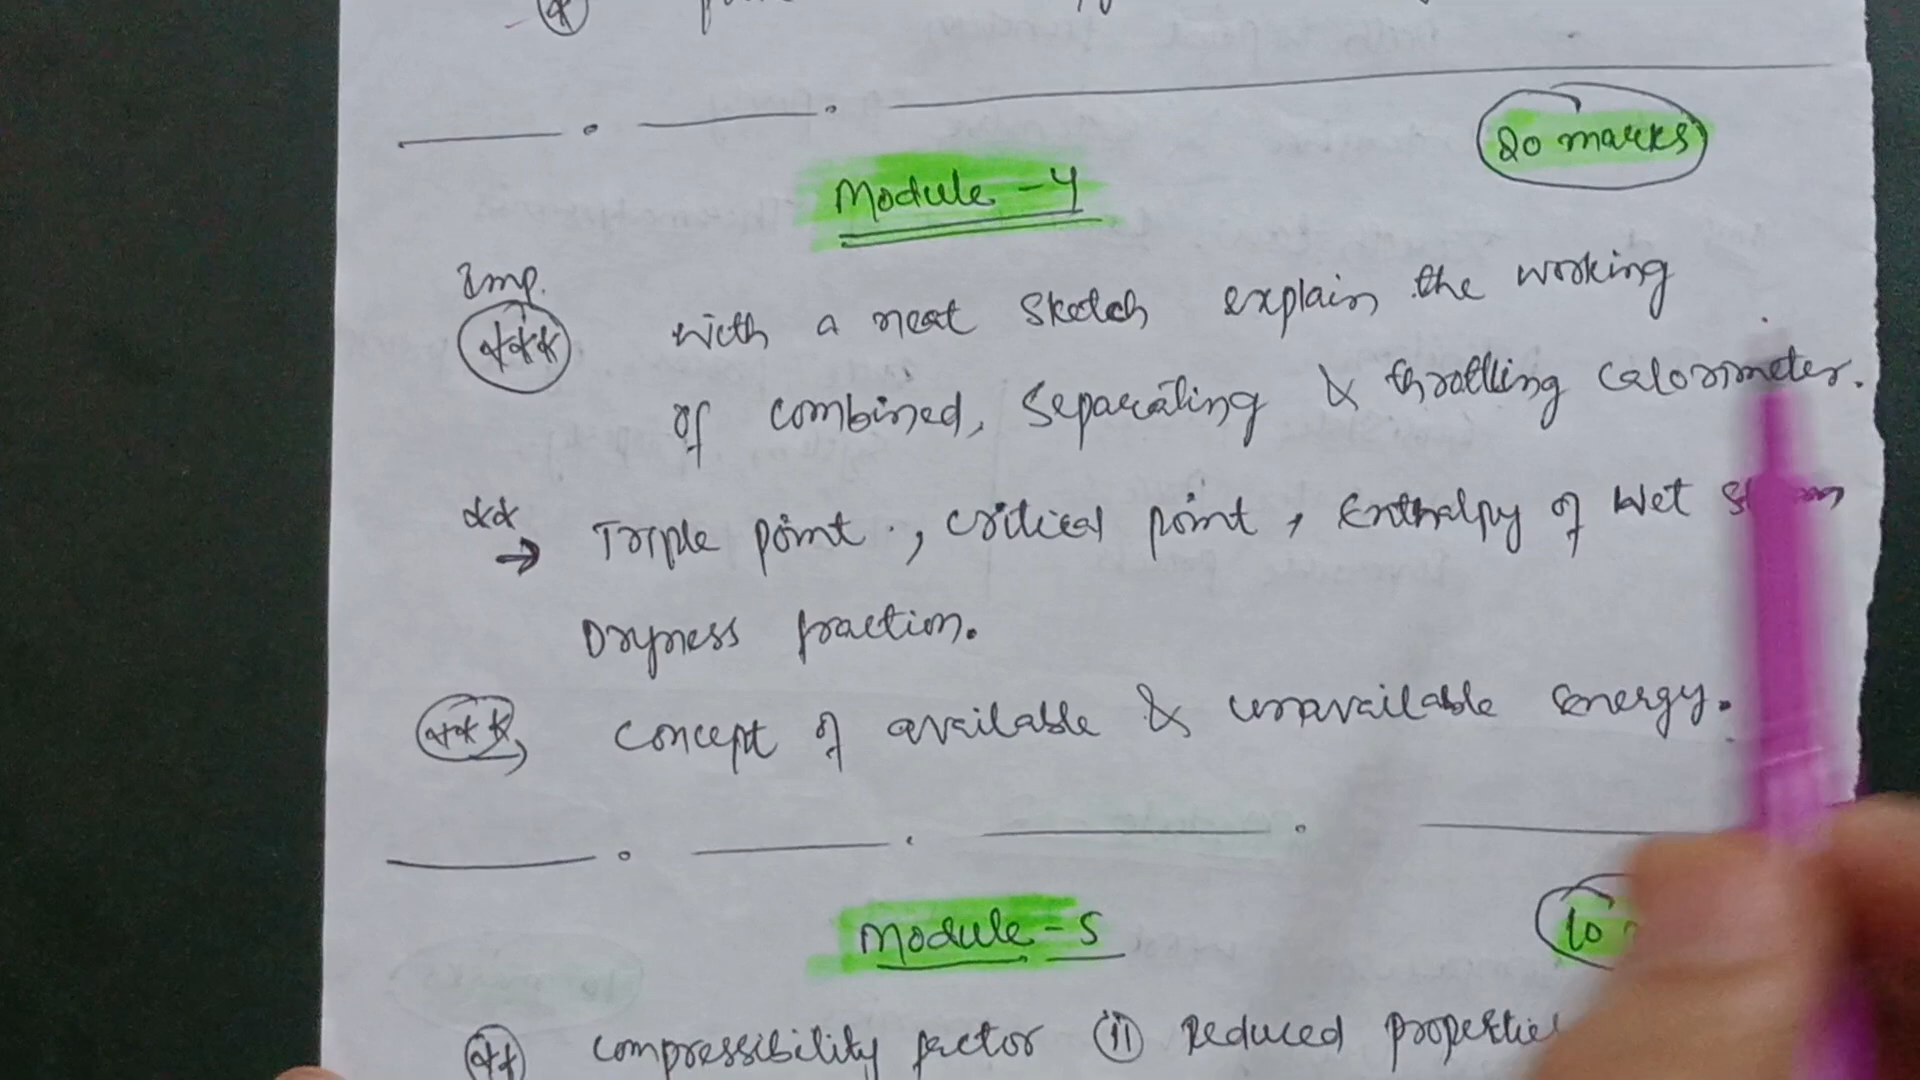 20 marks
Module - 4
Imp.
*** With a neat Sketch explain the working
of combined, Separating & throttling Calorimeter.
** → Triple point, critical point, Enthalpy of Wet
Dryness fraction.
*** concept of available & unavailable energy.
Module - 5
10
** compressibility factor (ii) Reduced